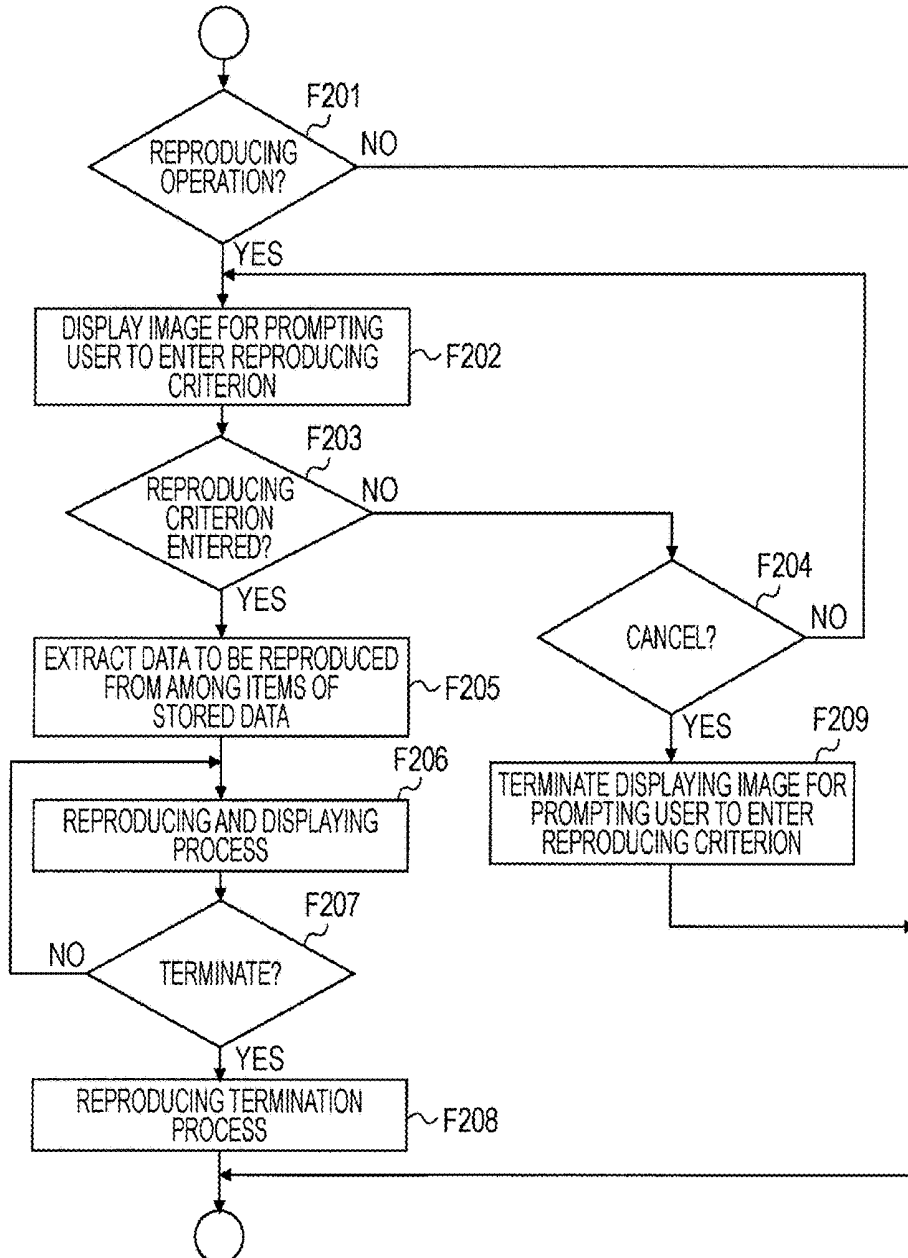 F201
REPRODUCING
OPERATION?
NO
YES
DISPLAY IMAGE FOR PROMPTING
USER TO ENTER REPRODUCING
CRITERION
F202
F203
REPRODUCING
CRITERION
ENTERED?
NO
YES
F204
CANCEL?
NO
YES
EXTRACT DATA TO BE REPRODUCED
FROM AMONG ITEMS OF
STORED DATA
F205
F209
TERMINATE DISPLAYING IMAGE FOR
PROMPTING USER TO ENTER
REPRODUCING CRITERION
F206
REPRODUCING AND DISPLAYING
PROCESS
F207
TERMINATE?
NO
YES
REPRODUCING TERMINATION
PROCESS
F208